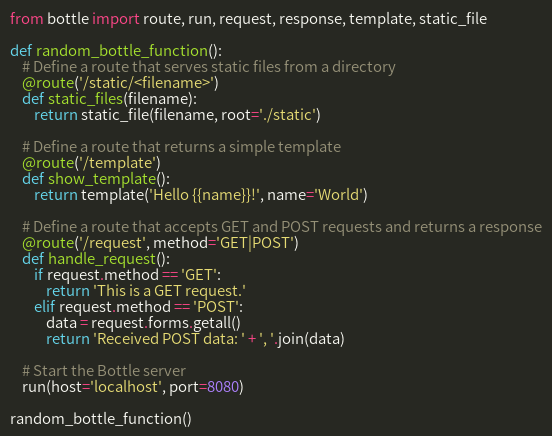 from bottle import route, run, request, response, template, static_file

def random_bottle_function():
    # Define a route that serves static files from a directory
    @route('/static/<filename>')
    def static_files(filename):
        return static_file(filename, root='./static')

    # Define a route that returns a simple template
    @route('/template')
    def show_template():
        return template('Hello {{name}}!', name='World')

    # Define a route that accepts GET and POST requests and returns a response
    @route('/request', method='GET|POST')
    def handle_request():
        if request.method == 'GET':
            return 'This is a GET request.'
        elif request.method == 'POST':
            data = request.forms.getall()
            return 'Received POST data: ' + ', '.join(data)

    # Start the Bottle server
    run(host='localhost', port=8080)

random_bottle_function()